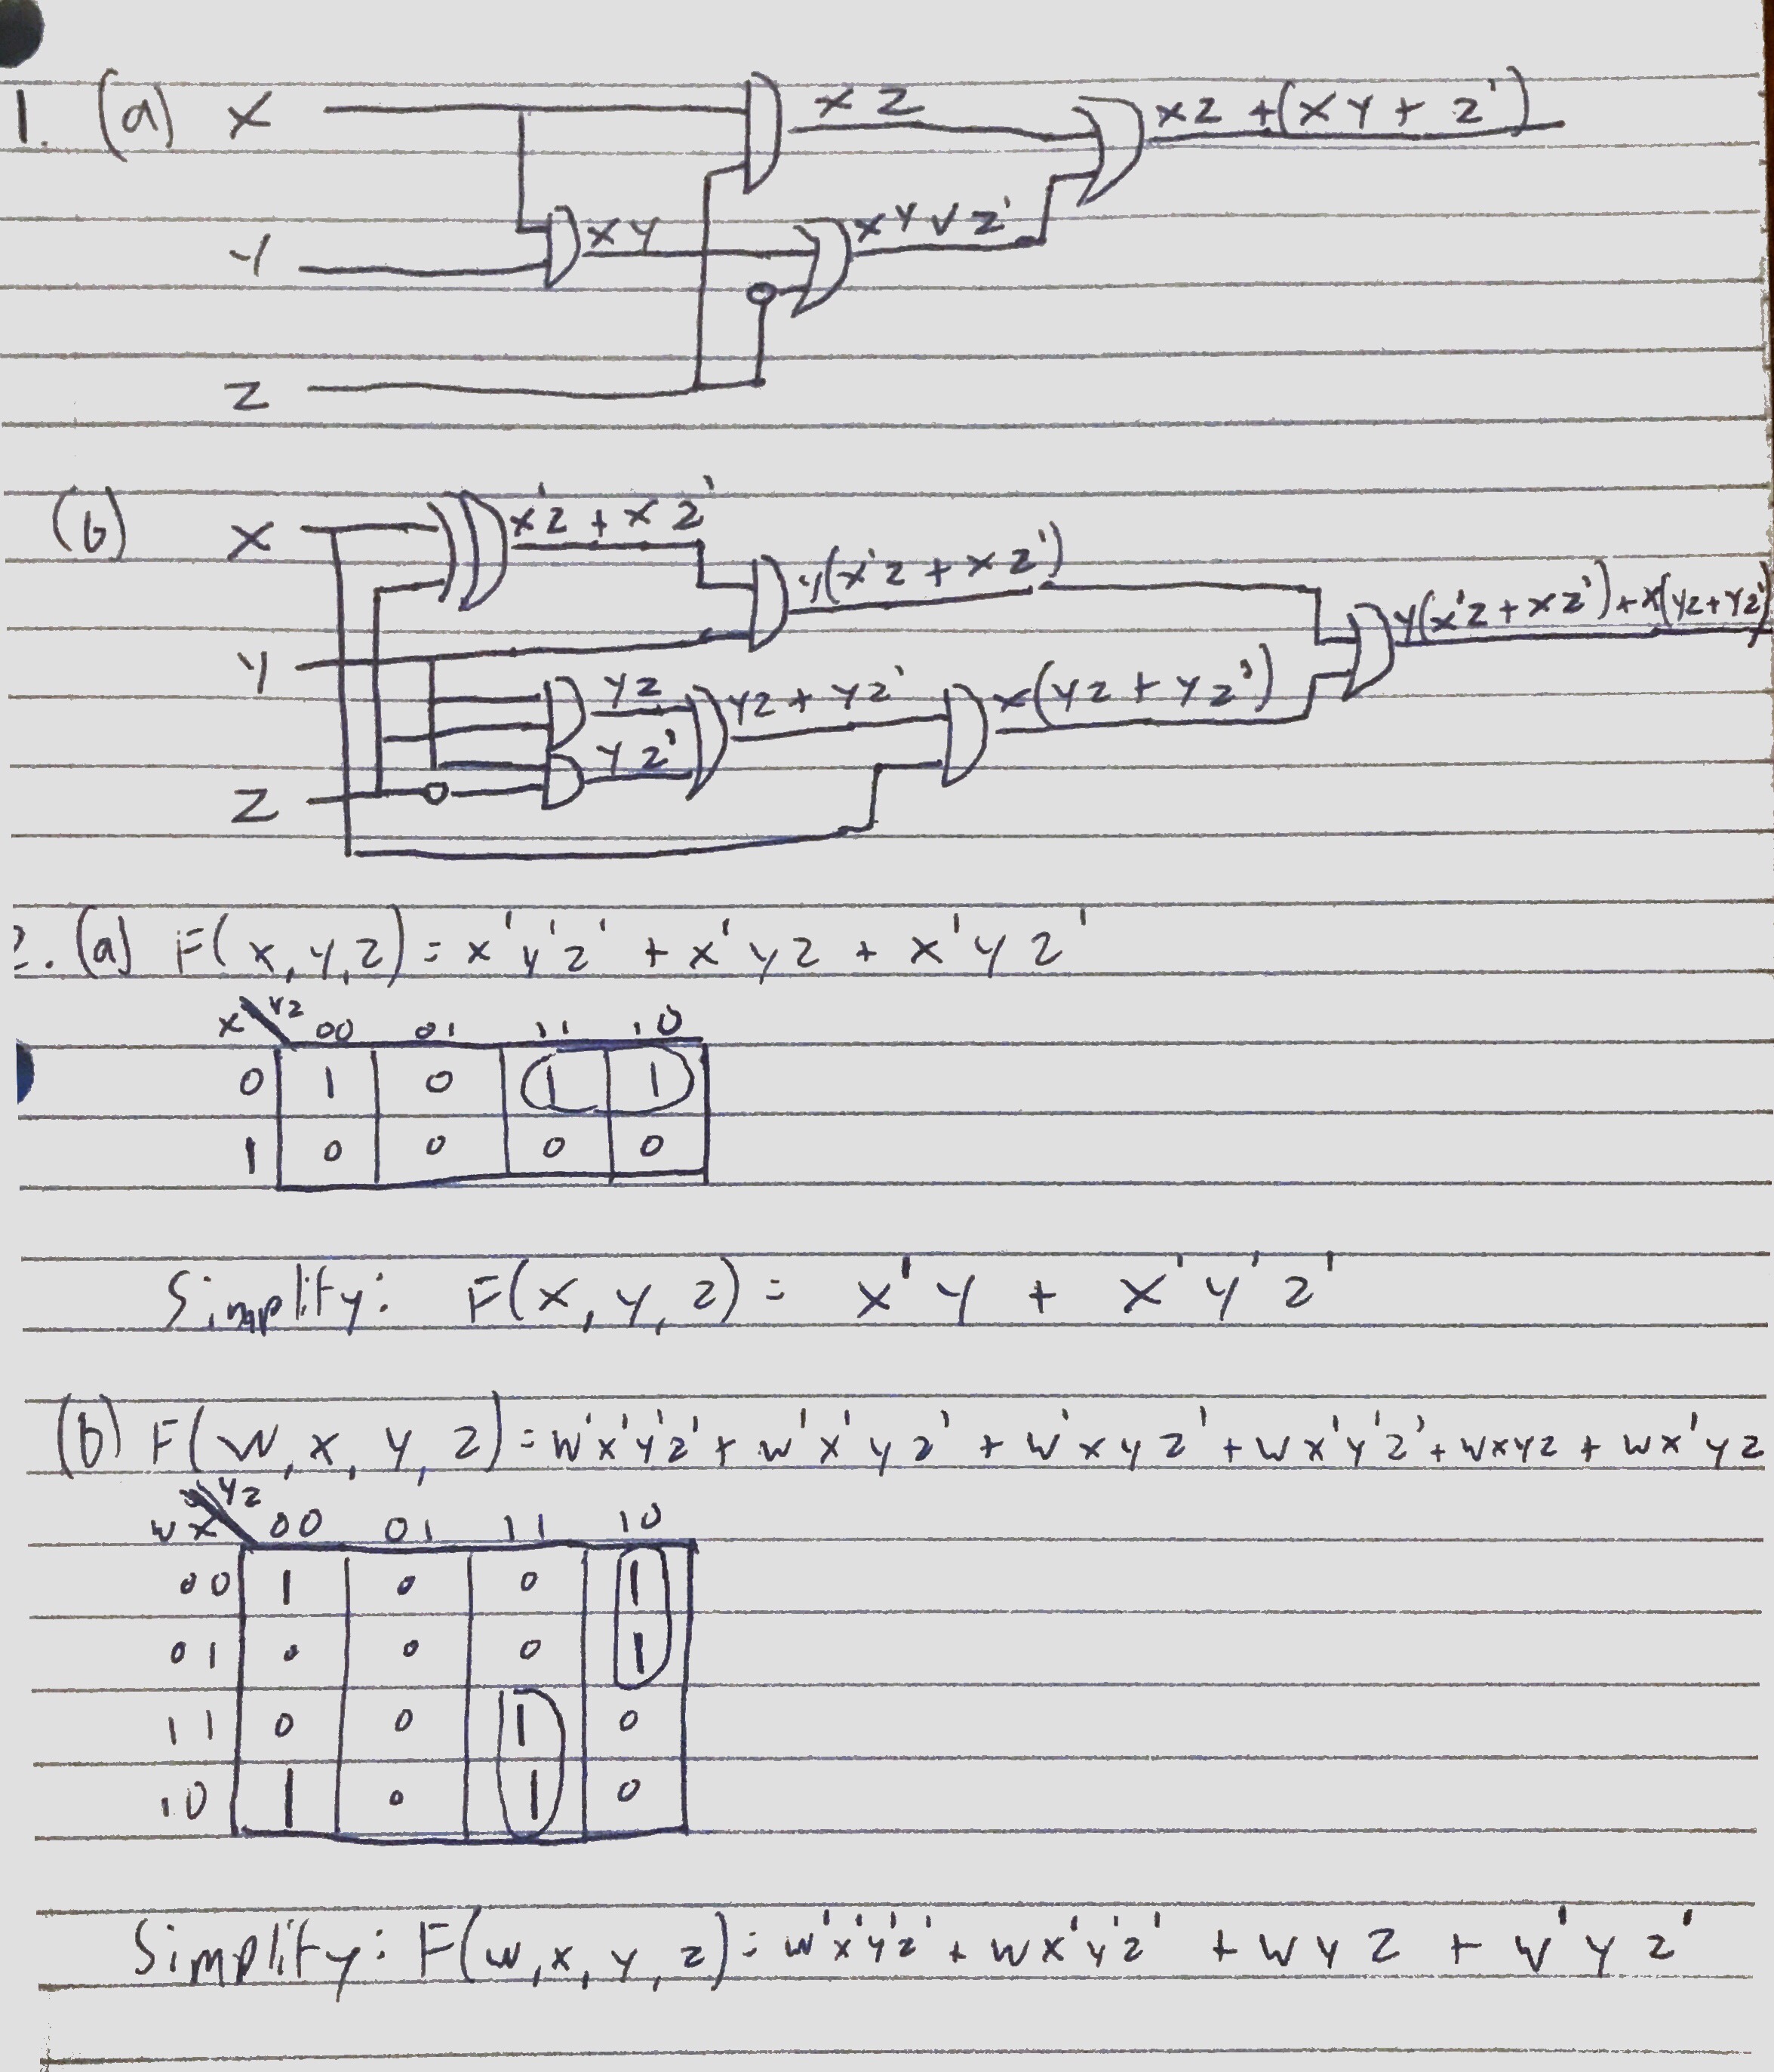 1. (a) X XZ XZ + (XY + Z')
Y XY XY V Z'
Z
(b) X X'Z + XZ' Y(X'Z + XZ') Y(X'Z + XZ') + X(YZ + YZ')
Y YZ YZ + YZ' X(YZ + YZ')
YZ'
Z
2. (a) F(x, y, z) = x'y'z' + x'yz + x'yz'
x yz 00 01 11 10
0 1 0 1 1
1 0 0 0 0
Simplify: F(x, y, z) = x'y + x'y'z'
(b) F(w, x, y, z) = w'x'y'z' + w'x'yz' + w'xyz' + wx'y'z' + wxyz + wx'yz
wx yz 00 01 11 10
00 1 0 0 1
01 0 0 0 1
11 0 0 1 0
10 1 0 1 0
Simplify: F(w, x, y, z) = w'x'y'z' + wx'y'z' + wyz + w'yz'